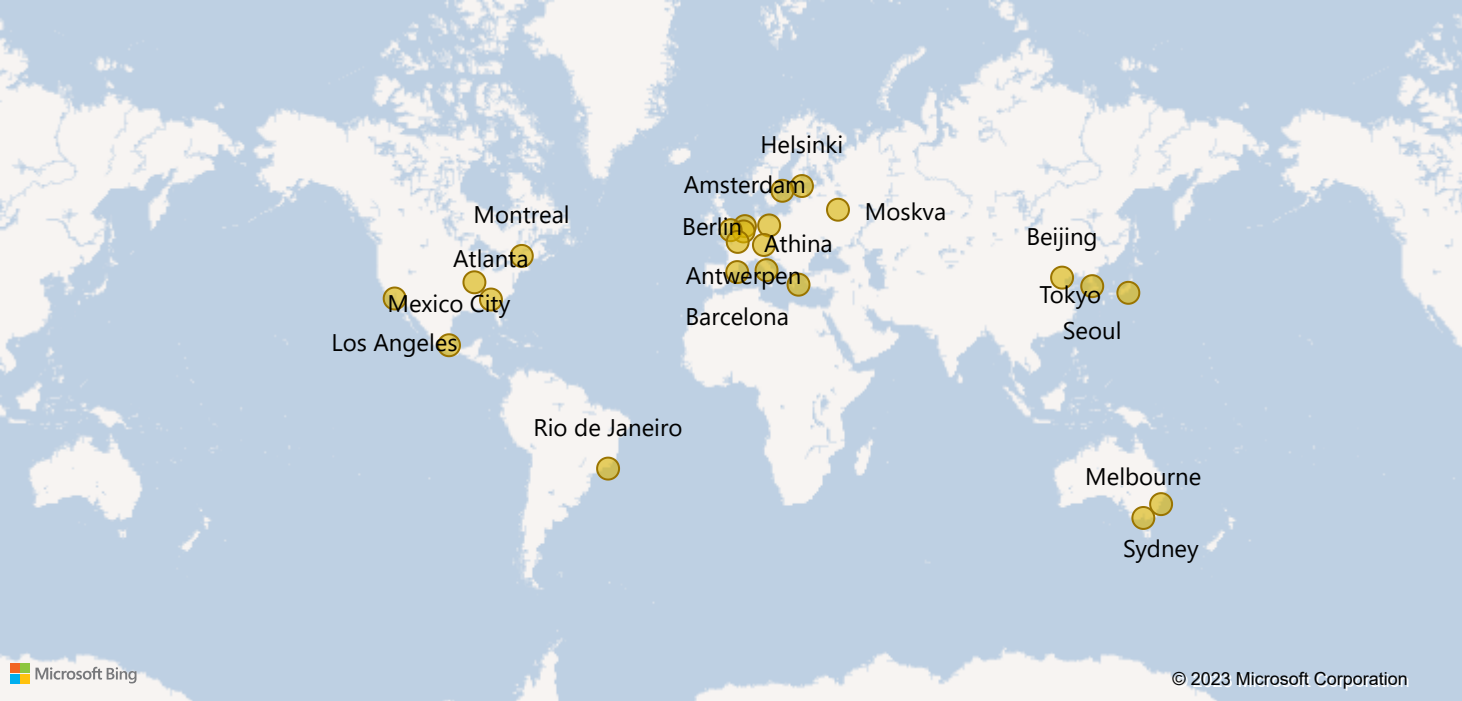 Helsinki
Amsterdam
Moskva
Montreal
Berlin
Athina
Beijing
Atlanta
Antwerpen
Mexico City
Tokyo
Barcelona
Seoul
Los Angeles
Rio de Janeiro
Melbourne
Sydney
Microsoft Bing
© 2023 Microsoft Corporation